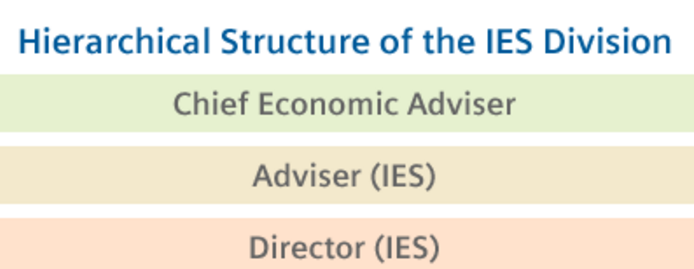 Hierarchical Structure of the IES Division
Chief Economic Adviser
Adviser (IES)
Director (IES)